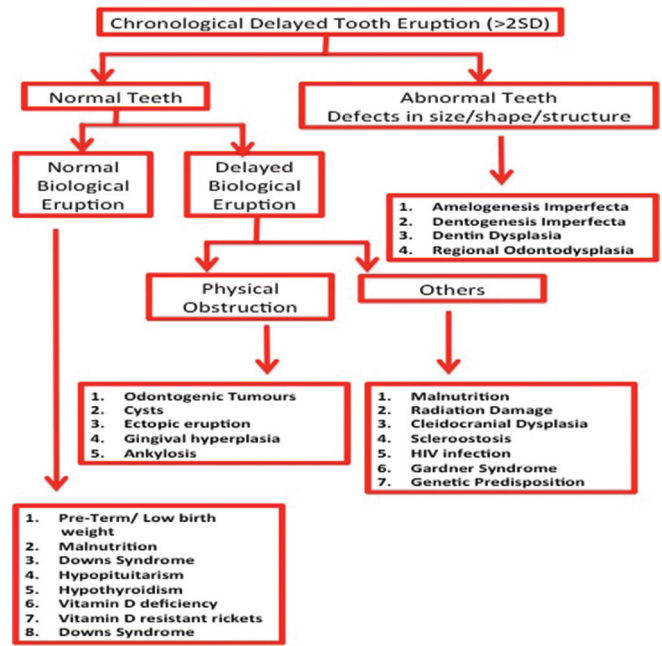 Chronological Delayed Tooth Eruption (>2SD)
Normal Teeth
Abnormal Teeth
Defects in size/shape/structure
Normal
Biological
Eruption
Delayed
Biological
Eruption
1. Amelogenesis Imperfecta
2. Dentogenesis Imperfecta
3. Dentin Dysplasia
4. Regional Odontodysplasia
Physical
Obstruction
Others
1. Odontogenic Tumours
2. Cysts
3. Ectopic eruption
4. Gingival hyperplasia
5. Ankylosis
1. Malnutrition
2. Radiation Damage
3. Cleidocranial Dysplasia
4. Scleroostosis
5. HIV infection
6. Gardner Syndrome
7. Genetic Predisposition
1. Pre-Term/ Low birth
weight
2. Malnutrition
3. Downs Syndrome
4. Hypopituitarism
5. Hypothyroidism
6. Vitamin D deficiency
7. Vitamin D resistant rickets
8. Downs Syndrome